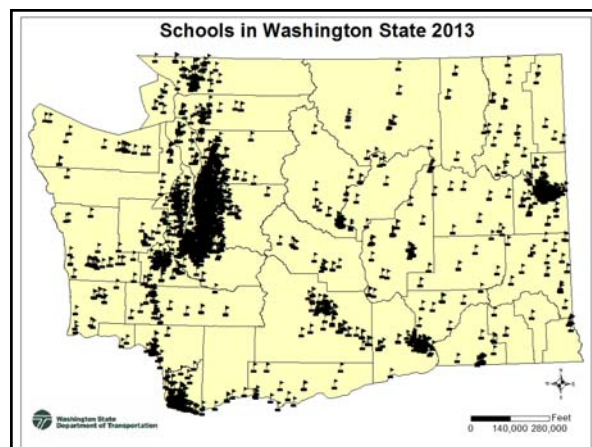 Schools in Washington State 2013
Washington State
Department of Transportation
Feet
0 140,000 280,000